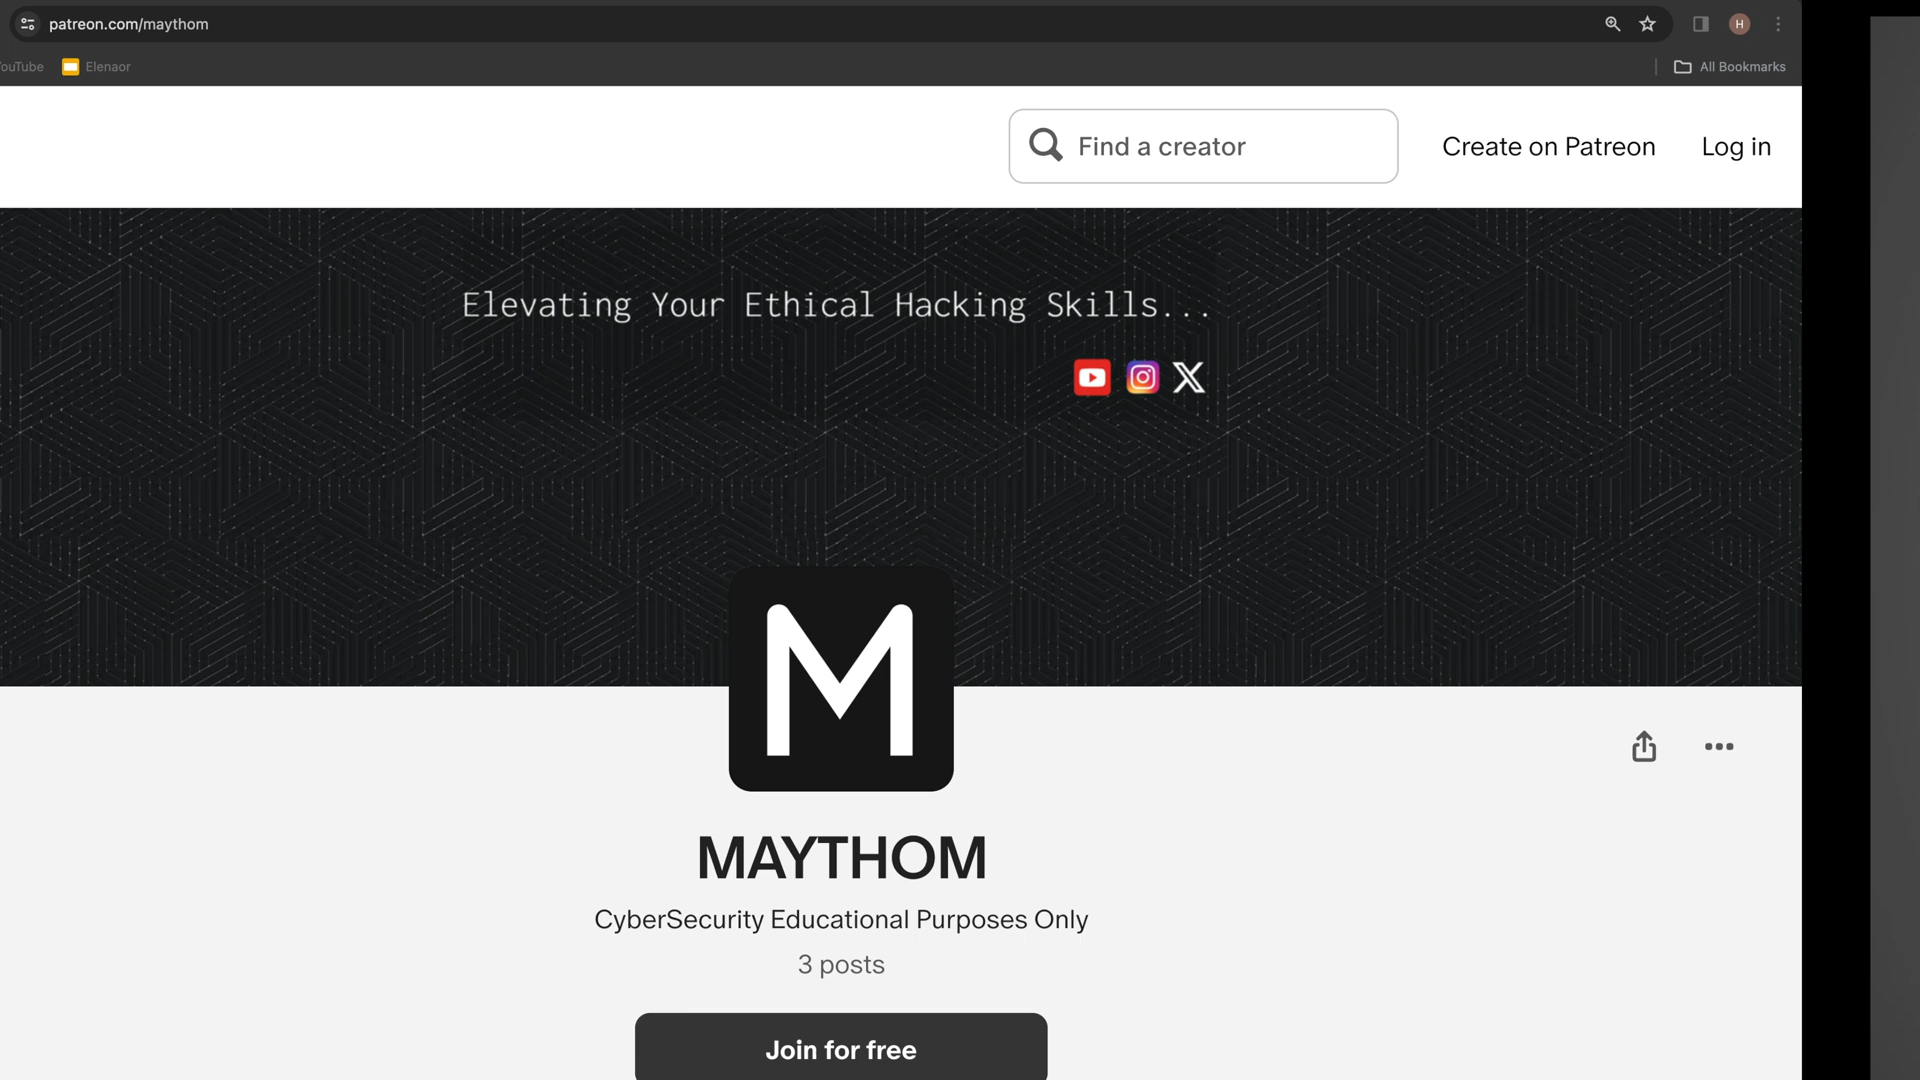 patreon.com/maythom
H
ouTube
Elenaor
All Bookmarks
Find a creator
Create on Patreon
Log in
Elevating Your Ethical Hacking Skills...
M
MAYTHOM
CyberSecurity Educational Purposes Only
3 posts
Join for free